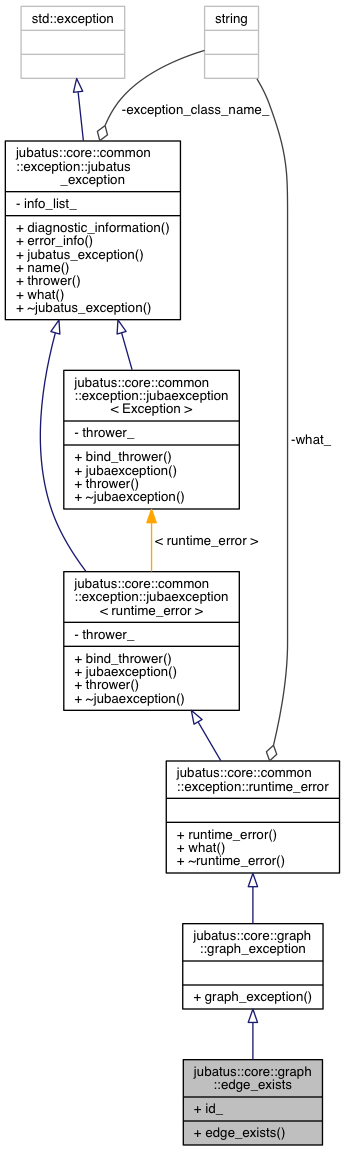 std::exception
string
-exception_class_name_
jubatus::core::common
::exception::jubatus
_exception
- info_list_
+ diagnostic_information()
+ error_info()
+ jubatus_exception()
+ name()
+ thrower()
+ what()
+ ~jubatus_exception()
jubatus::core::common
::exception::jubaexception
< Exception >
- thrower_
+ bind_thrower()
+ jubaexception()
+ thrower()
+ ~jubaexception()
-what_
< runtime_error >
jubatus::core::common
::exception::jubaexception
< runtime_error >
- thrower_
+ bind_thrower()
+ jubaexception()
+ thrower()
+ ~jubaexception()
jubatus::core::common
::exception::runtime_error
+ runtime_error()
+ what()
+ ~runtime_error()
jubatus::core::graph
::graph_exception
+ graph_exception()
jubatus::core::graph
::edge_exists
+ id_
+ edge_exists()